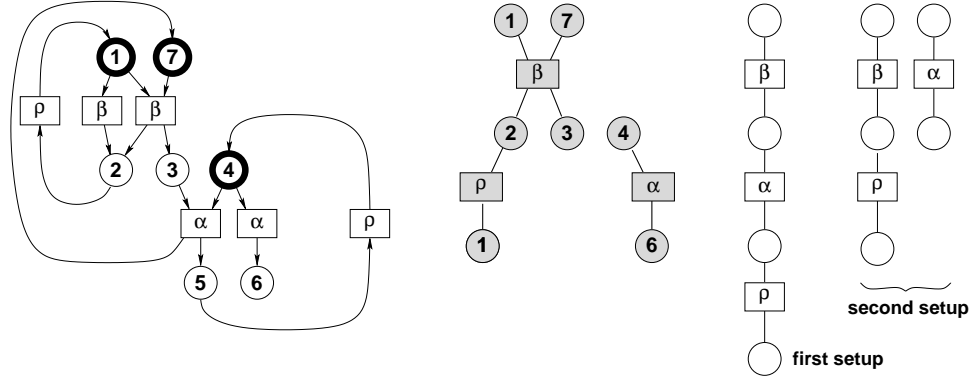 1 7
ρ β β
2 3 4
α α ρ
5 6
1 7
β
2 3 4
ρ α
1 6
β
α
ρ
first setup
β α
ρ
second setup